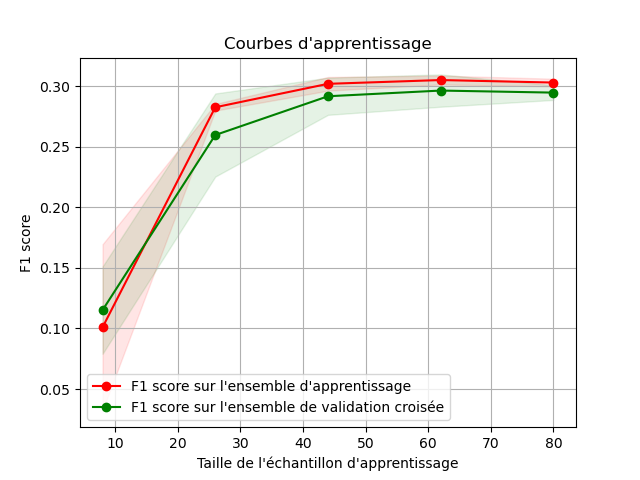 Courbes d'apprentissage
F1 score
0.30
0.25
0.20
0.15
0.10
0.05
F1 score sur l'ensemble d'apprentissage
F1 score sur l'ensemble de validation croisée
10 20 30 40 50 60 70 80
Taille de l'échantillon d'apprentissage